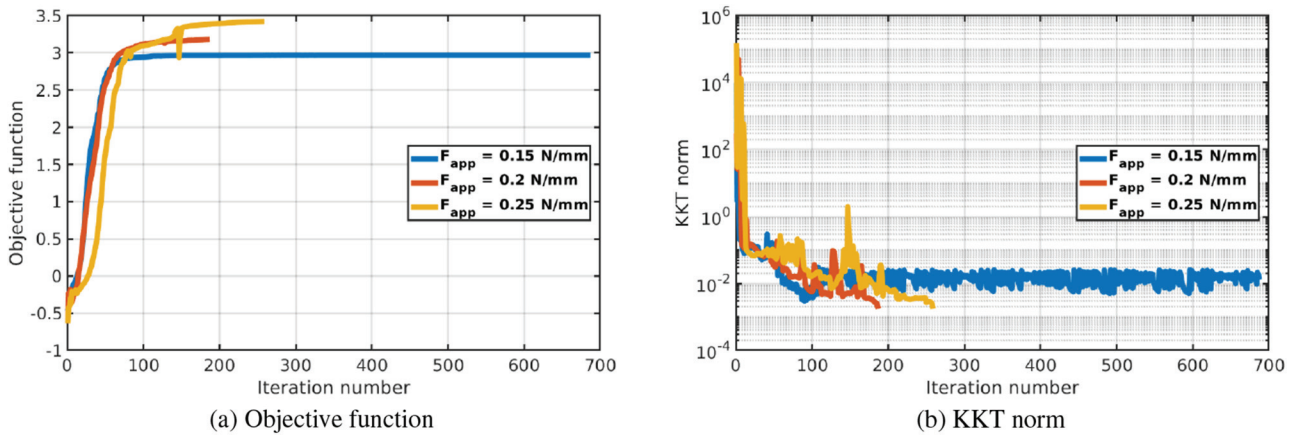 3.5
3
2.5
2
1.5
1
0.5
0
-0.5
-1
0 100 200 300 400 500 600 700
Objective function
Iteration number
F_app = 0.15 N/mm
F_app = 0.2 N/mm
F_app = 0.25 N/mm
(a) Objective function
10^6
10^4
10^2
10^0
10^-2
10^-4
0 100 200 300 400 500 600 700
KKT norm
Iteration number
F_app = 0.15 N/mm
F_app = 0.2 N/mm
F_app = 0.25 N/mm
(b) KKT norm